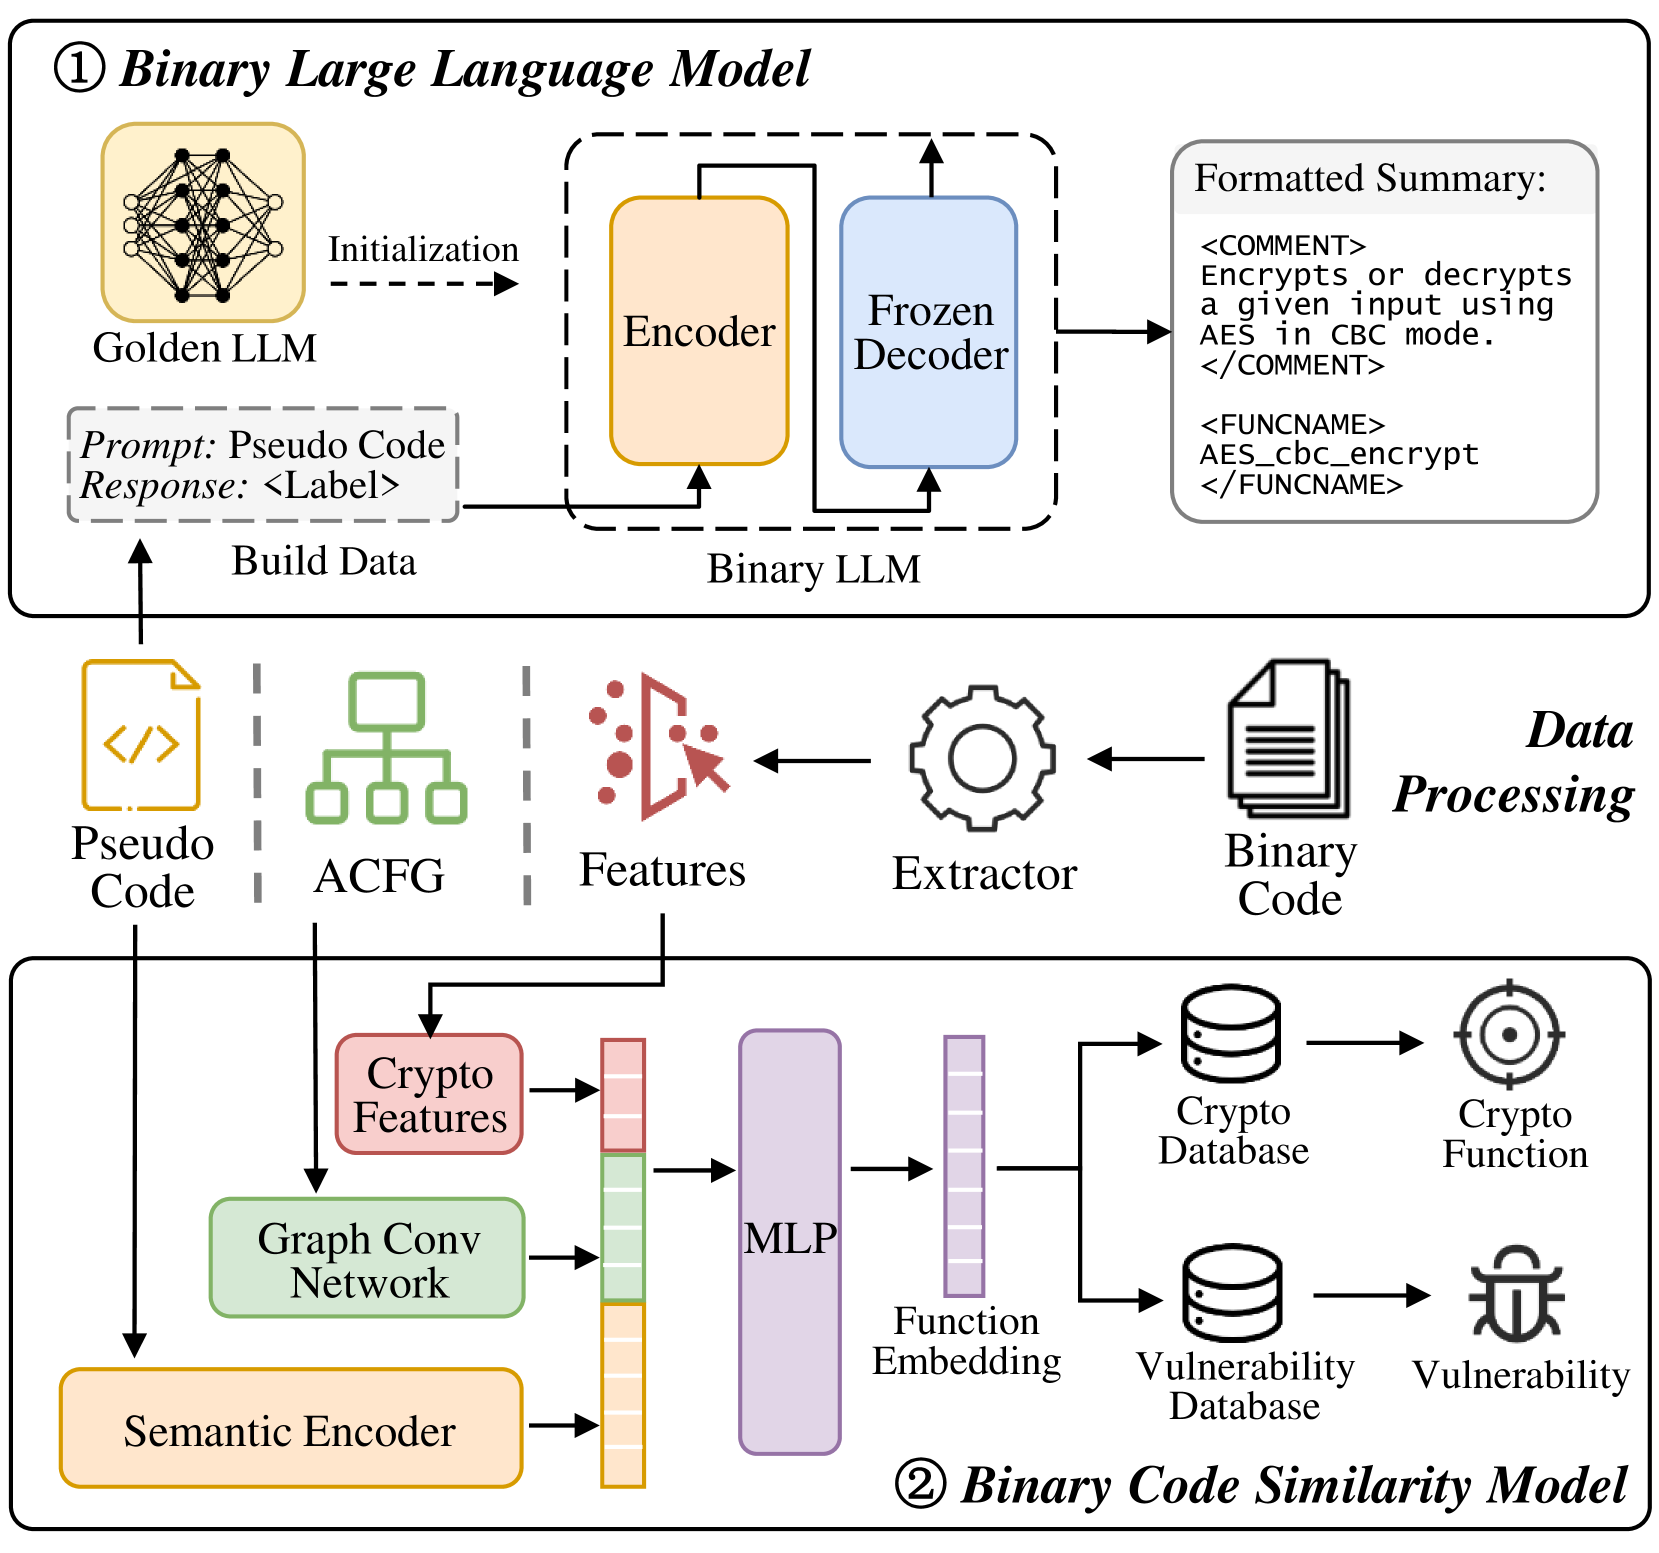 ① Binary Large Language Model
Golden LLM
Initialization
Prompt: Pseudo Code
Response: <Label>
Build Data
Encoder
Frozen
Decoder
Binary LLM
Formatted Summary:
<COMMENT>
Encrypts or decrypts
a given input using
AES in CBC mode.
</COMMENT>
<FUNCNAME>
AES_cbc_encrypt
</FUNCNAME>
Pseudo
Code
ACFG
Features
Extractor
Binary
Code
Data
Processing
Crypto
Features
Graph Conv
Network
Semantic Encoder
MLP
Function
Embedding
Crypto
Database
Crypto
Function
Vulnerability
Database
Vulnerability
② Binary Code Similarity Model